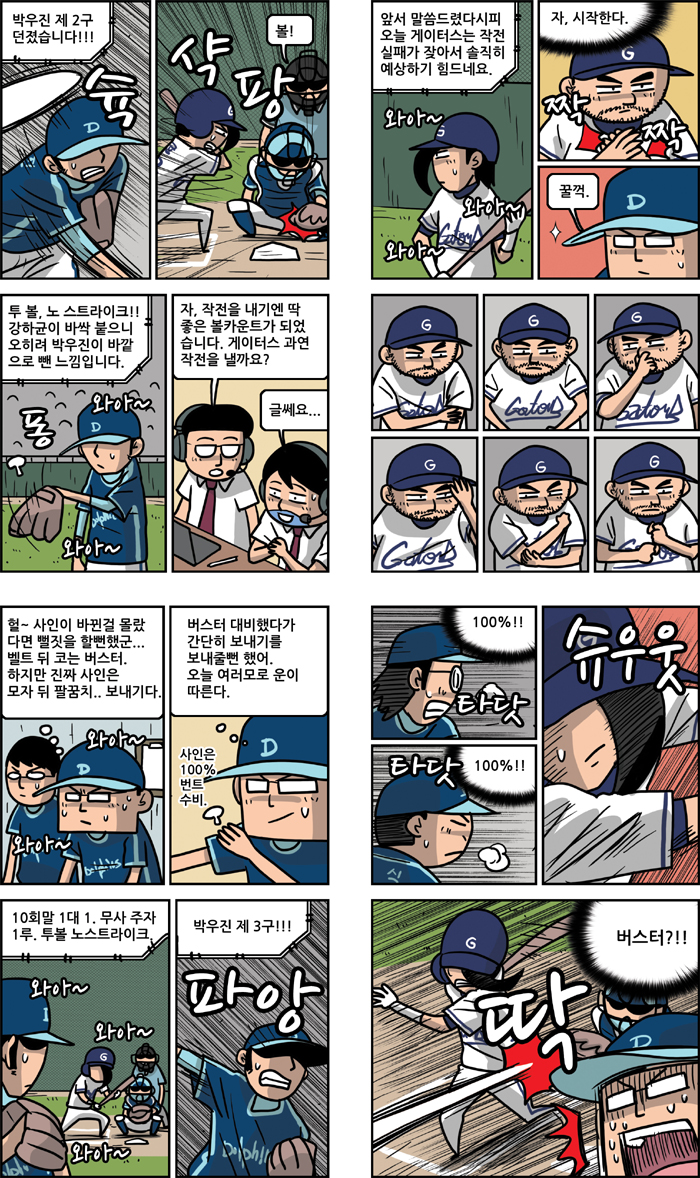 박우진 제 2구
던졌습니다!!!
슉
D
볼!
샥
팡
G
투 볼, 노 스트라이크!!
강하균이 바싹 붙으니
오히려 박우진이 바깥
으로 뺀 느낌입니다.
와아~
퐁
D
와아~
자, 작전을 내기엔 딱
좋은 볼카운트가 되었
습니다. 게이터스 과연
작전을 낼까요?
글쎄요...
앞서 말씀드렸다시피
오늘 게이터스는 작전
실패가 잦아서 솔직히
예상하기 힘드네요.
와아~
G
와아~
Gators
와아~
자, 시작한다.
짝
짝
꿀꺽.
D
G
G
G
Gators
Gators
Gators
G
G
G
Gators
Gators
헐~ 사인이 바뀐걸 몰랐
다면 뻘짓을 할뻔했군...
벨트 뒤 코는 버스터.
하지만 진짜 사인은
모자 뒤 팔꿈치.. 보내기다.
와아~
D
와아~
Dolphins
버스터 대비했다가
간단히 보내기를
보내줄뻔 했어.
오늘 여러모로 운이
따른다.
사인은
100%
번트
수비.
D
10회말 1대 1. 무사 주자
1루. 투볼 노스트라이크.
와아~
와아~
G
와아~
박우진 제 3구!!!
파앙
Dolphin
100%!!
타닷
타닷
100%!!
슈우웃
G
버스터?!!
G
딱
D